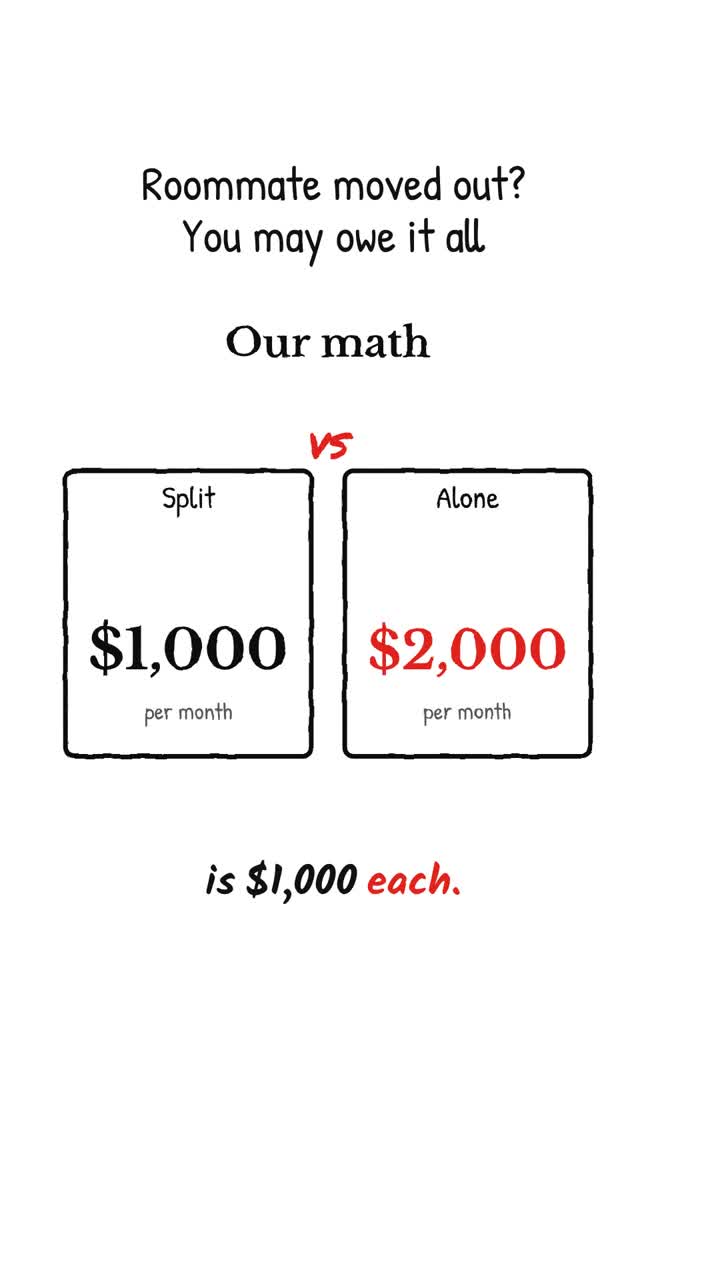 Roommate moved out?
You may owe it all
Our math
vs
Split
$1,000
per month
Alone
$2,000
per month
is $1,000 each.